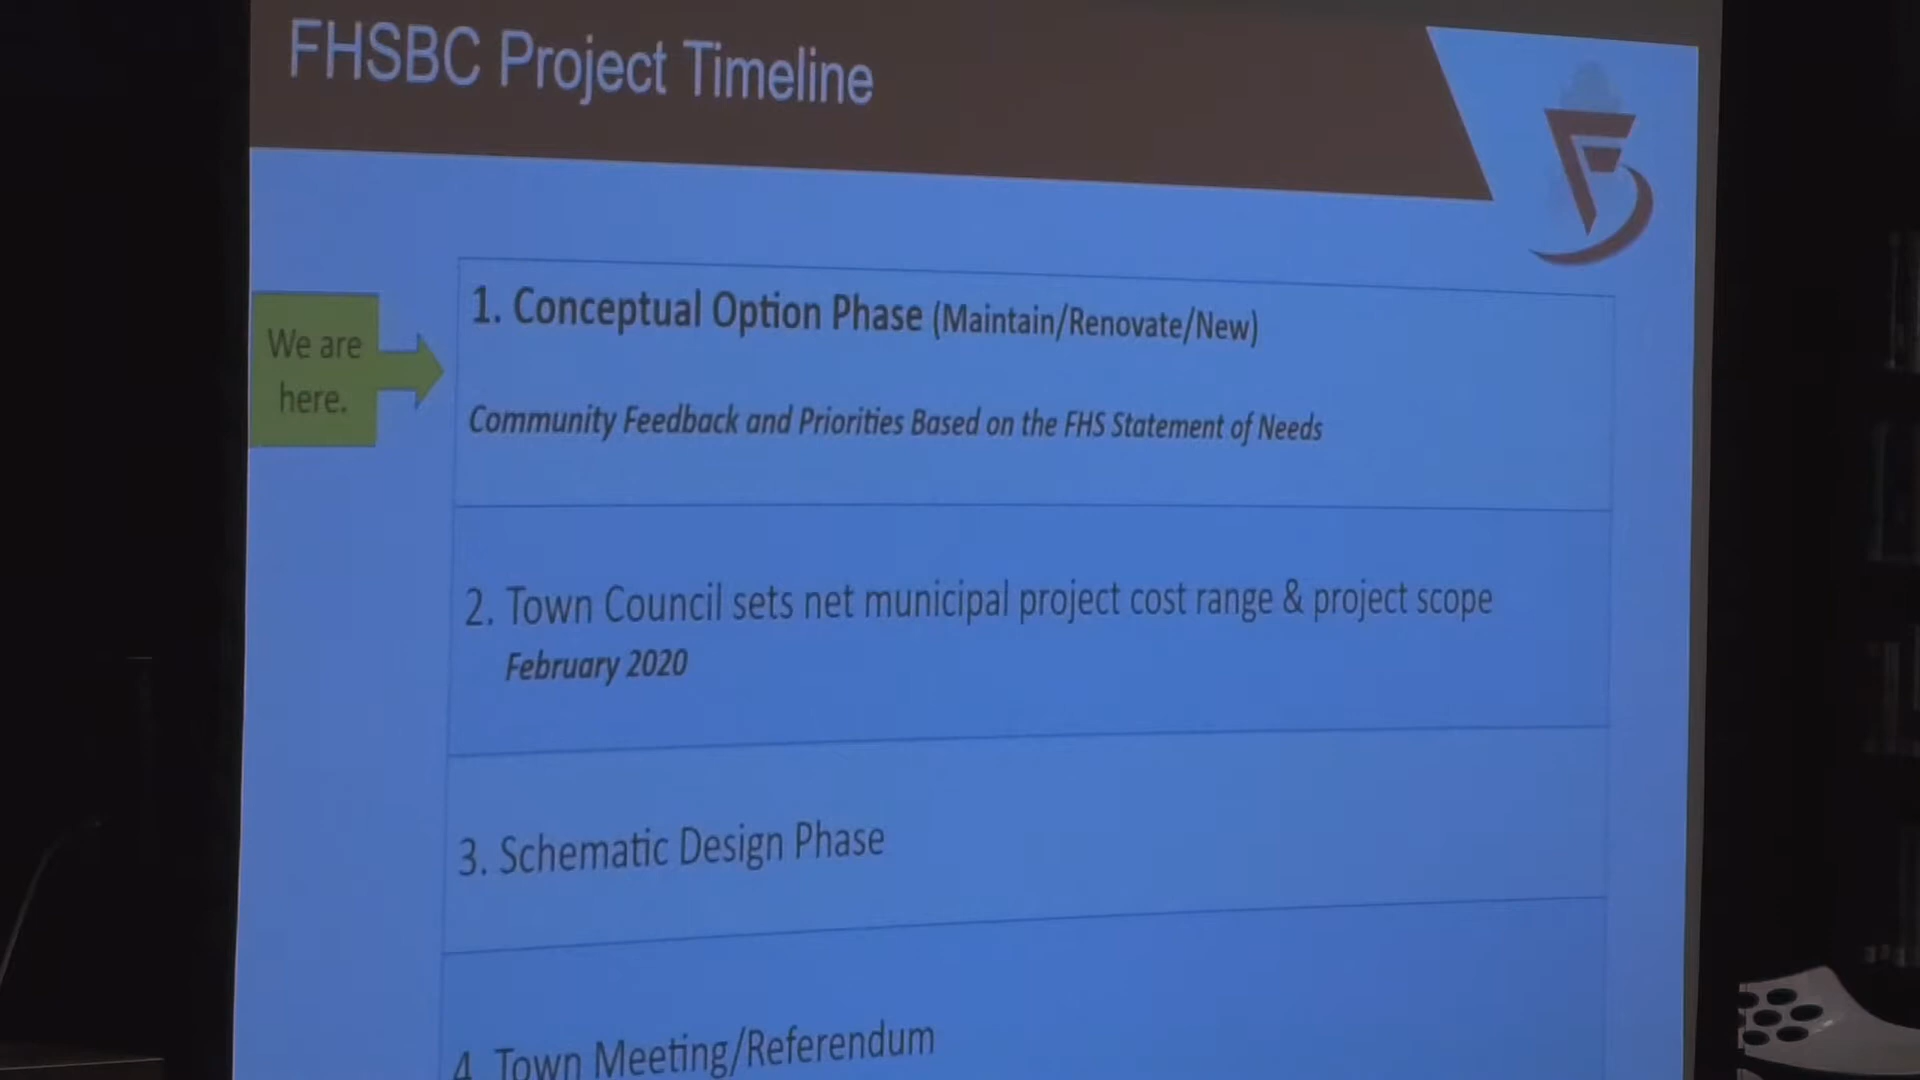 FHSBC Project Timeline
We are
here.
1. Conceptual Option Phase (Maintain/Renovate/New)
Community Feedback and Priorities Based on the FHS Statement of Needs
2. Town Council sets net municipal project cost range & project scope
February 2020
3. Schematic Design Phase
4. Town Meeting/Referendum